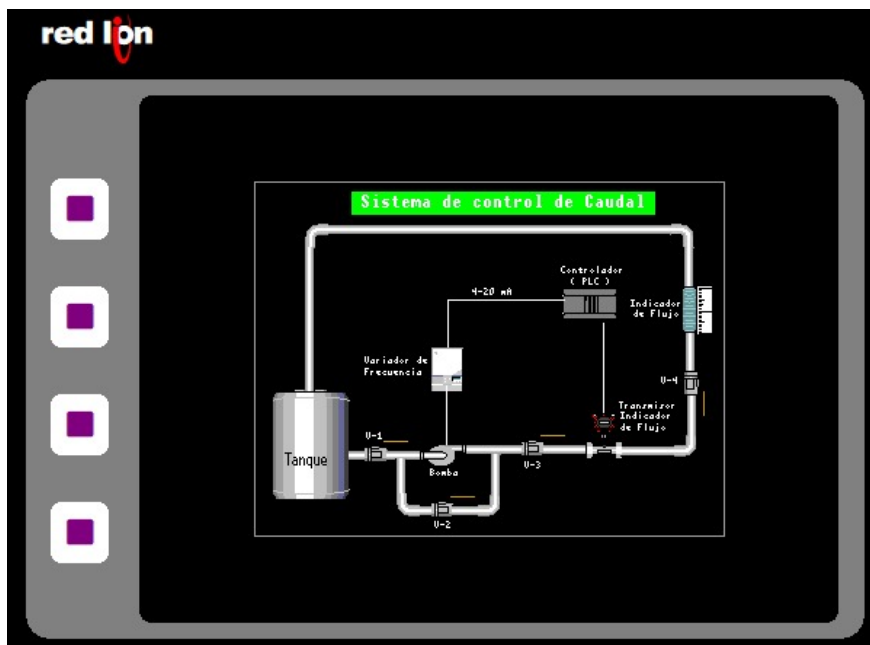 red lion
Sistema de control de Caudal
Controlador
( PLC )
4-20 mA
Indicador
de Flujo
Variador de
Frecuencia
V-4
Transmisor
Indicador
de Flujo
V-1
Tanque
Bomba
V-3
V-2